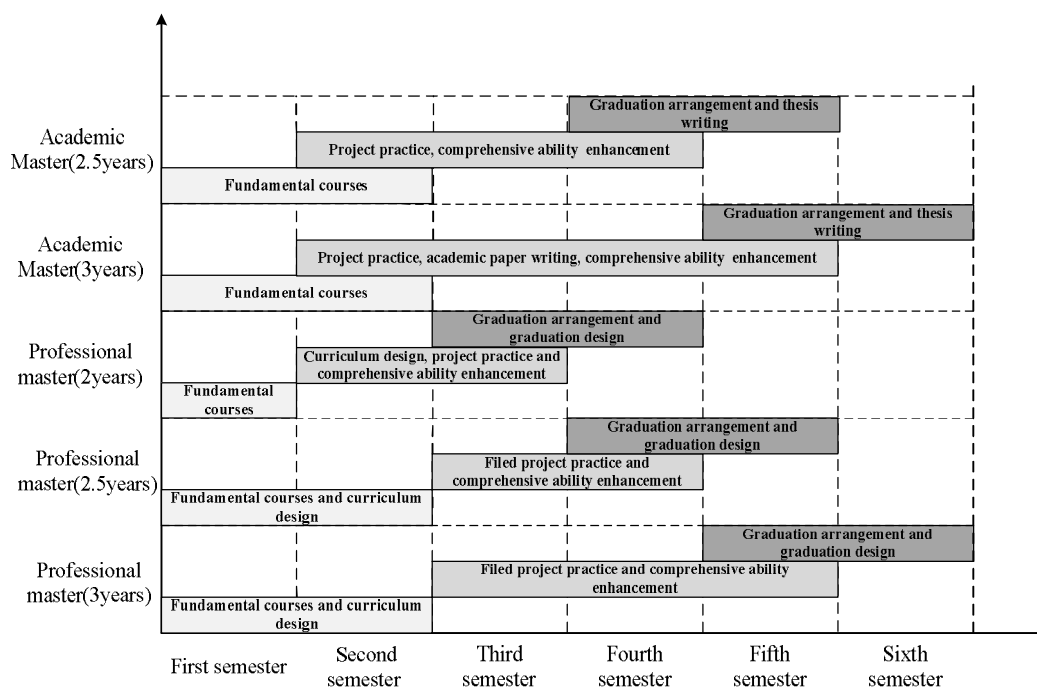 Academic
Master(2.5years)
Graduation arrangement and thesis
writing
Project practice, comprehensive ability enhancement
Fundamental courses
Academic
Master(3years)
Graduation arrangement and thesis
writing
Project practice, academic paper writing, comprehensive ability enhancement
Fundamental courses
Professional
master(2years)
Graduation arrangement and
graduation design
Curriculum design, project practice and
comprehensive ability enhancement
Fundamental
courses
Professional
master(2.5years)
Graduation arrangement and
graduation design
Filed project practice and
comprehensive ability enhancement
Fundamental courses and curriculum
design
Professional
master(3years)
Graduation arrangement and
graduation design
Filed project practice and comprehensive ability
enhancement
Fundamental courses and curriculum
design
First semester
Second
semester
Third
semester
Fourth
semester
Fifth
semester
Sixth
semester